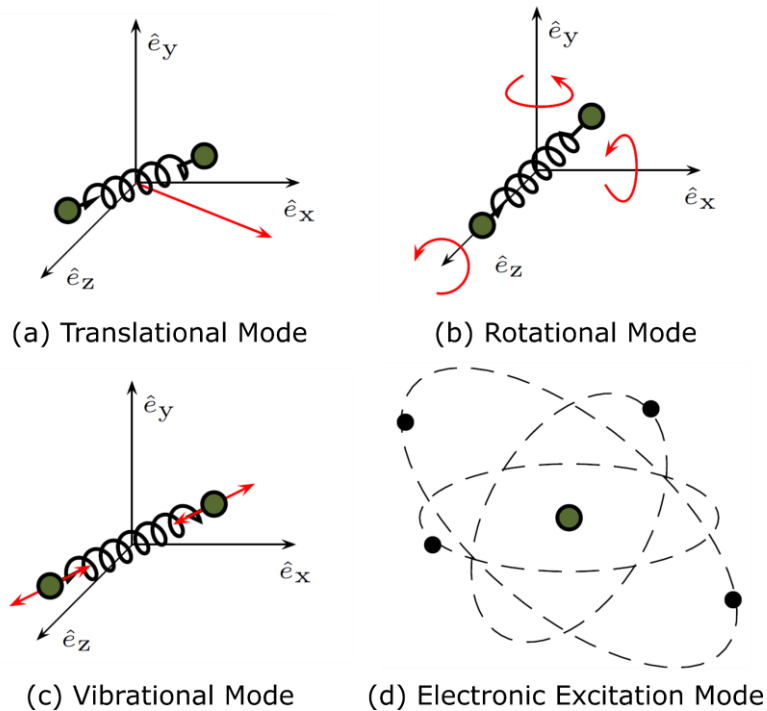 ê_y
ê_x
ê_z
(a) Translational Mode
ê_y
ê_x
ê_z
(b) Rotational Mode
ê_y
ê_x
ê_z
(c) Vibrational Mode
(d) Electronic Excitation Mode